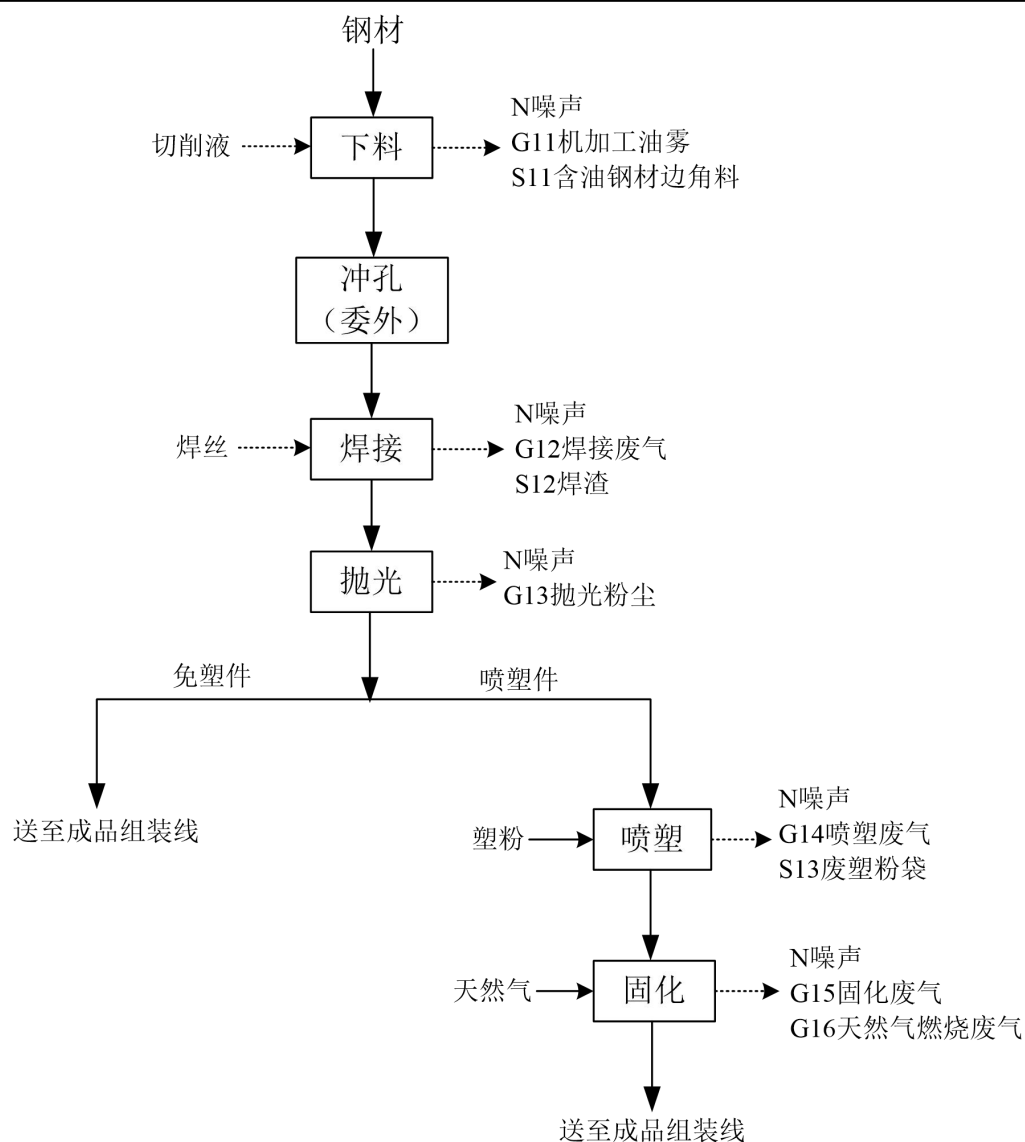 钢材
切削液
下料
N噪声
G11机加工油雾
S11含油钢材边角料
冲孔
（委外）
焊丝
焊接
N噪声
G12焊接废气
S12焊渣
抛光
N噪声
G13抛光粉尘
免塑件
喷塑件
送至成品组装线
塑粉
喷塑
N噪声
G14喷塑废气
S13废塑粉袋
天然气
固化
N噪声
G15固化废气
G16天然气燃烧废气
送至成品组装线